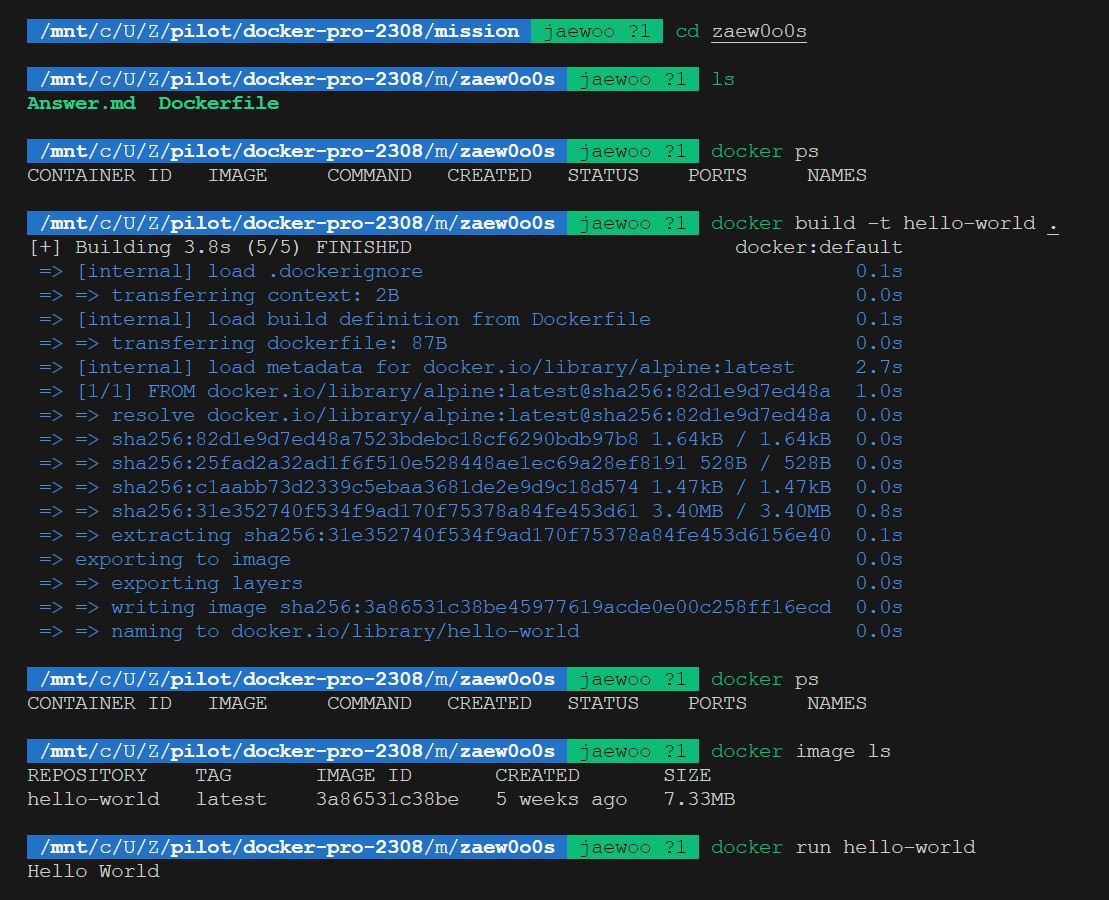 /mnt/c/U/Z/pilot/docker-pro-2308/mission jaewoo ?1 cd zaew0o0s
/mnt/c/U/Z/pilot/docker-pro-2308/m/zaew0o0s jaewoo ?1 ls
Answer.md Dockerfile
/mnt/c/U/Z/pilot/docker-pro-2308/m/zaew0o0s jaewoo ?1 docker ps
CONTAINER ID IMAGE COMMAND CREATED STATUS PORTS NAMES
/mnt/c/U/Z/pilot/docker-pro-2308/m/zaew0o0s jaewoo ?1 docker build -t hello-world .
[+] Building 3.8s (5/5) FINISHED docker:default
=> [internal] load .dockerignore 0.1s
=> => transferring context: 2B 0.0s
=> [internal] load build definition from Dockerfile 0.1s
=> => transferring dockerfile: 87B 0.0s
=> [internal] load metadata for docker.io/library/alpine:latest 2.7s
=> [1/1] FROM docker.io/library/alpine:latest@sha256:82d1e9d7ed48a 1.0s
=> => resolve docker.io/library/alpine:latest@sha256:82d1e9d7ed48a 0.0s
=> => sha256:82d1e9d7ed48a7523bdebc18cf6290bdb97b8 1.64kB / 1.64kB 0.0s
=> => sha256:25fad2a32ad1f6f510e528448ae1ec69a28ef8191 528B / 528B 0.0s
=> => sha256:c1aabb73d2339c5ebaa3681de2e9d9c18d574 1.47kB / 1.47kB 0.0s
=> => sha256:31e352740f534f9ad170f75378a84fe453d61 3.40MB / 3.40MB 0.8s
=> => extracting sha256:31e352740f534f9ad170f75378a84fe453d6156e40 0.1s
=> exporting to image 0.0s
=> => exporting layers 0.0s
=> => writing image sha256:3a86531c38be45977619acde0e00c258ff16ecd 0.0s
=> => naming to docker.io/library/hello-world 0.0s
/mnt/c/U/Z/pilot/docker-pro-2308/m/zaew0o0s jaewoo ?1 docker ps
CONTAINER ID IMAGE COMMAND CREATED STATUS PORTS NAMES
/mnt/c/U/Z/pilot/docker-pro-2308/m/zaew0o0s jaewoo ?1 docker image ls
REPOSITORY TAG IMAGE ID CREATED SIZE
hello-world latest 3a86531c38be 5 weeks ago 7.33MB
/mnt/c/U/Z/pilot/docker-pro-2308/m/zaew0o0s jaewoo ?1 docker run hello-world
Hello World